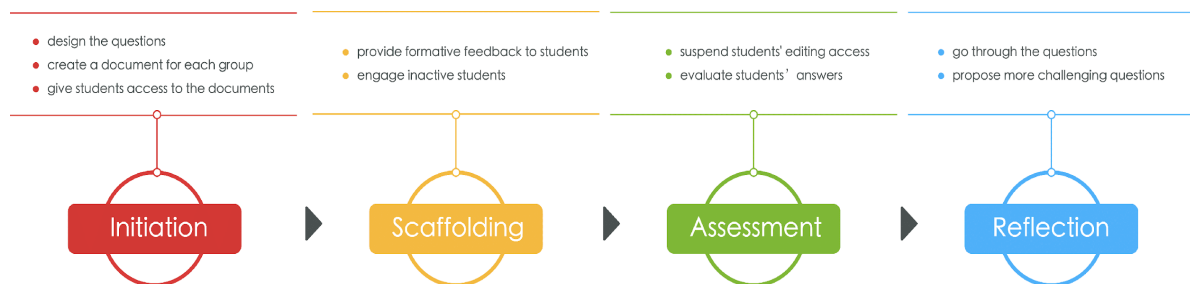 design the questions
create a document for each group
give students access to the documents
Initiation
provide formative feedback to students
engage inactive students
Scaffolding
suspend students' editing access
evaluate students’ answers
Assessment
go through the questions
propose more challenging questions
Reflection